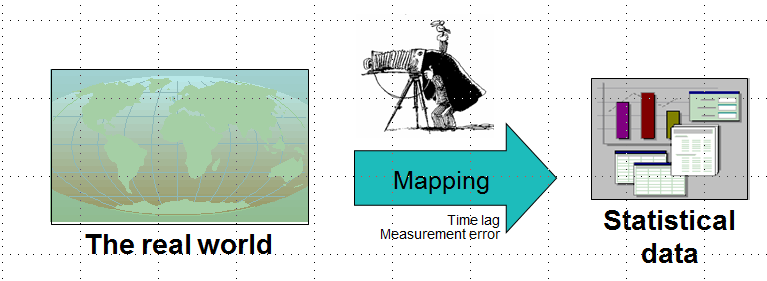 Mapping
Time lag
Measurement error
The real world
Statistical
data